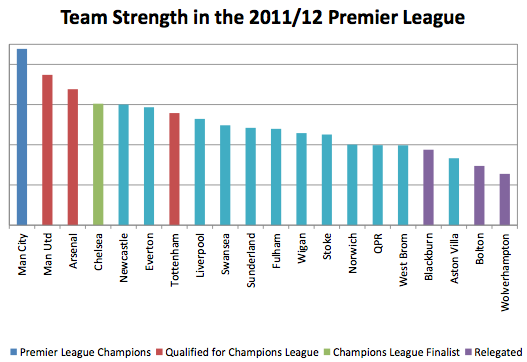 Team Strength in the 2011/12 Premier League
Man City
Man Utd
Arsenal
Chelsea
Newcastle
Everton
Tottenham
Liverpool
Swansea
Sunderland
Fulham
Wigan
Stoke
Norwich
QPR
West Brom
Blackburn
Aston Villa
Bolton
Wolverhampton
Premier League Champions Qualified for Champions League Champions League Finalist Relegated